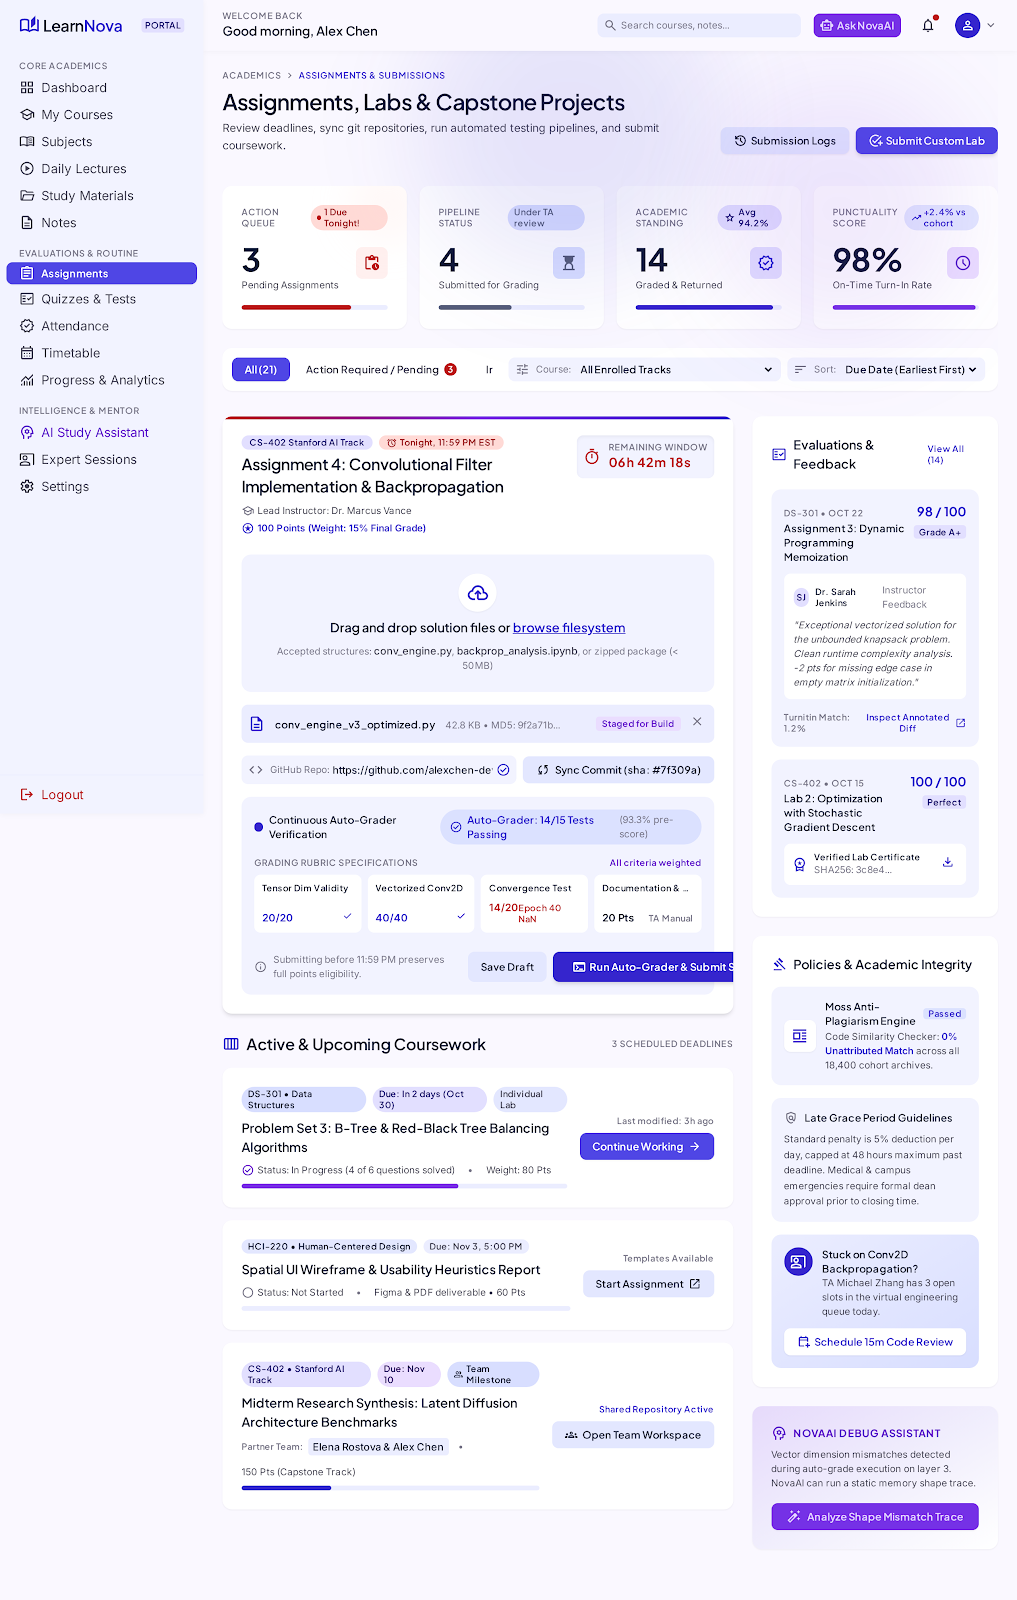 LearnNova
PORTAL
CORE ACADEMICS
Dashboard
My Courses
Subjects
Daily Lectures
Study Materials
Notes
EVALUATIONS & ROUTINE
Assignments
Quizzes & Tests
Attendance
Timetable
Progress & Analytics
INTELLIGENCE & MENTOR
AI Study Assistant
Expert Sessions
Settings
Logout
WELCOME BACK
Good morning, Alex Chen
Search courses, notes...
Ask NovaAI
ACADEMICS > ASSIGNMENTS & SUBMISSIONS
Assignments, Labs & Capstone Projects
Review deadlines, sync git repositories, run automated testing pipelines, and submit
coursework.
Submission Logs
Submit Custom Lab
ACTION
QUEUE
1 Due
Tonight!
3
Pending Assignments
PIPELINE
STATUS
Under TA
review
4
Submitted for Grading
ACADEMIC
STANDING
Avg
94.2%
14
Graded & Returned
PUNCTUALITY
SCORE
+2.4% vs
cohort
98%
On-Time Turn-In Rate
All (21)
Action Required / Pending 3
Ir
Course: All Enrolled Tracks
Sort: Due Date (Earliest First)
CS-402 Stanford AI Track
Tonight, 11:59 PM EST
Assignment 4: Convolutional Filter
Implementation & Backpropagation
Lead Instructor: Dr. Marcus Vance
100 Points (Weight: 15% Final Grade)
REMAINING WINDOW
06h 42m 18s
Drag and drop solution files or browse filesystem
Accepted structures: conv_engine.py, backprop_analysis.ipynb, or zipped package (<
50MB)
conv_engine_v3_optimized.py
42.8 KB • MD5: 9f2a71b...
Staged for Build
GitHub Repo: https://github.com/alexchen-de
Sync Commit (sha: #7f309a)
Continuous Auto-Grader
Verification
Auto-Grader: 14/15 Tests
Passing
(93.3% pre-
score)
GRADING RUBRIC SPECIFICATIONS
All criteria weighted
Tensor Dim Validity
20/20
Vectorized Conv2D
40/40
Convergence Test
14/20 Epoch 40
NaN
Documentation & ...
20 Pts
TA Manual
Submitting before 11:59 PM preserves
full points eligibility.
Save Draft
Run Auto-Grader & Submit S
Active & Upcoming Coursework
3 SCHEDULED DEADLINES
DS-301 • Data
Structures
Due: In 2 days (Oct
30)
Individual
Lab
Problem Set 3: B-Tree & Red-Black Tree Balancing
Algorithms
Status: In Progress (4 of 6 questions solved) • Weight: 80 Pts
Last modified: 3h ago
Continue Working
HCI-220 • Human-Centered Design
Due: Nov 3, 5:00 PM
Spatial UI Wireframe & Usability Heuristics Report
Status: Not Started • Figma & PDF deliverable • 60 Pts
Templates Available
Start Assignment
CS-402 • Stanford AI
Track
Due: Nov
10
Team
Milestone
Midterm Research Synthesis: Latent Diffusion
Architecture Benchmarks
Partner Team: Elena Rostova & Alex Chen •
150 Pts (Capstone Track)
Shared Repository Active
Open Team Workspace
Evaluations &
Feedback
View All
(14)
DS-301 • OCT 22
98 / 100
Assignment 3: Dynamic
Programming
Memoization
Grade A+
SJ
Dr. Sarah
Jenkins
Instructor
Feedback
"Exceptional vectorized solution for
the unbounded knapsack problem.
Clean runtime complexity analysis.
-2 pts for missing edge case in
empty matrix initialization."
Turnitin Match:
1.2%
Inspect Annotated
Diff
CS-402 • OCT 15
100 / 100
Lab 2: Optimization
with Stochastic
Gradient Descent
Perfect
Verified Lab Certificate
SHA256: 3c8e4...
Policies & Academic Integrity
Moss Anti-
Plagiarism Engine
Passed
Code Similarity Checker: 0%
Unattributed Match across all
18,400 cohort archives.
Late Grace Period Guidelines
Standard penalty is 5% deduction per
day, capped at 48 hours maximum past
deadline. Medical & campus
emergencies require formal dean
approval prior to closing time.
Stuck on Conv2D
Backpropagation?
TA Michael Zhang has 3 open
slots in the virtual engineering
queue today.
Schedule 15m Code Review
NOVAAI DEBUG ASSISTANT
Vector dimension mismatches detected
during auto-grade execution on layer 3.
NovaAI can run a static memory shape trace.
Analyze Shape Mismatch Trace